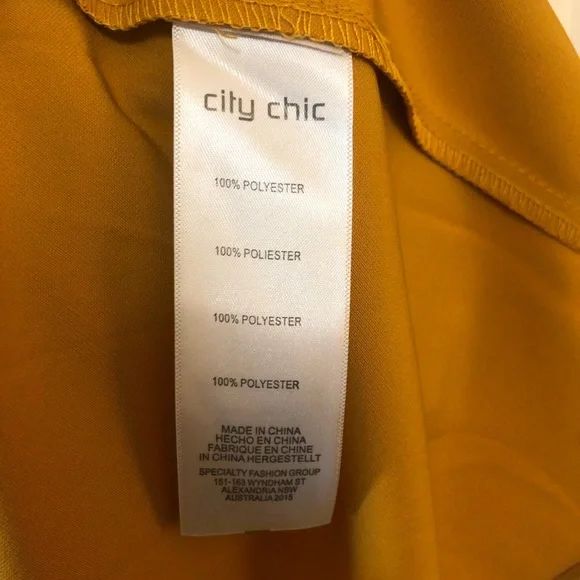 city chic
100% POLYESTER
100% POLIESTER
100% POLYESTER
100% POLYESTER
MADE IN CHINA
HECHO EN CHINA
FABRIQUE EN CHINE
IN CHINA HERGESTELLT
SPECIALTY FASHION GROUP
151-163 WYNDHAM ST
ALEXANDRIA NSW
AUSTRALIA 2015